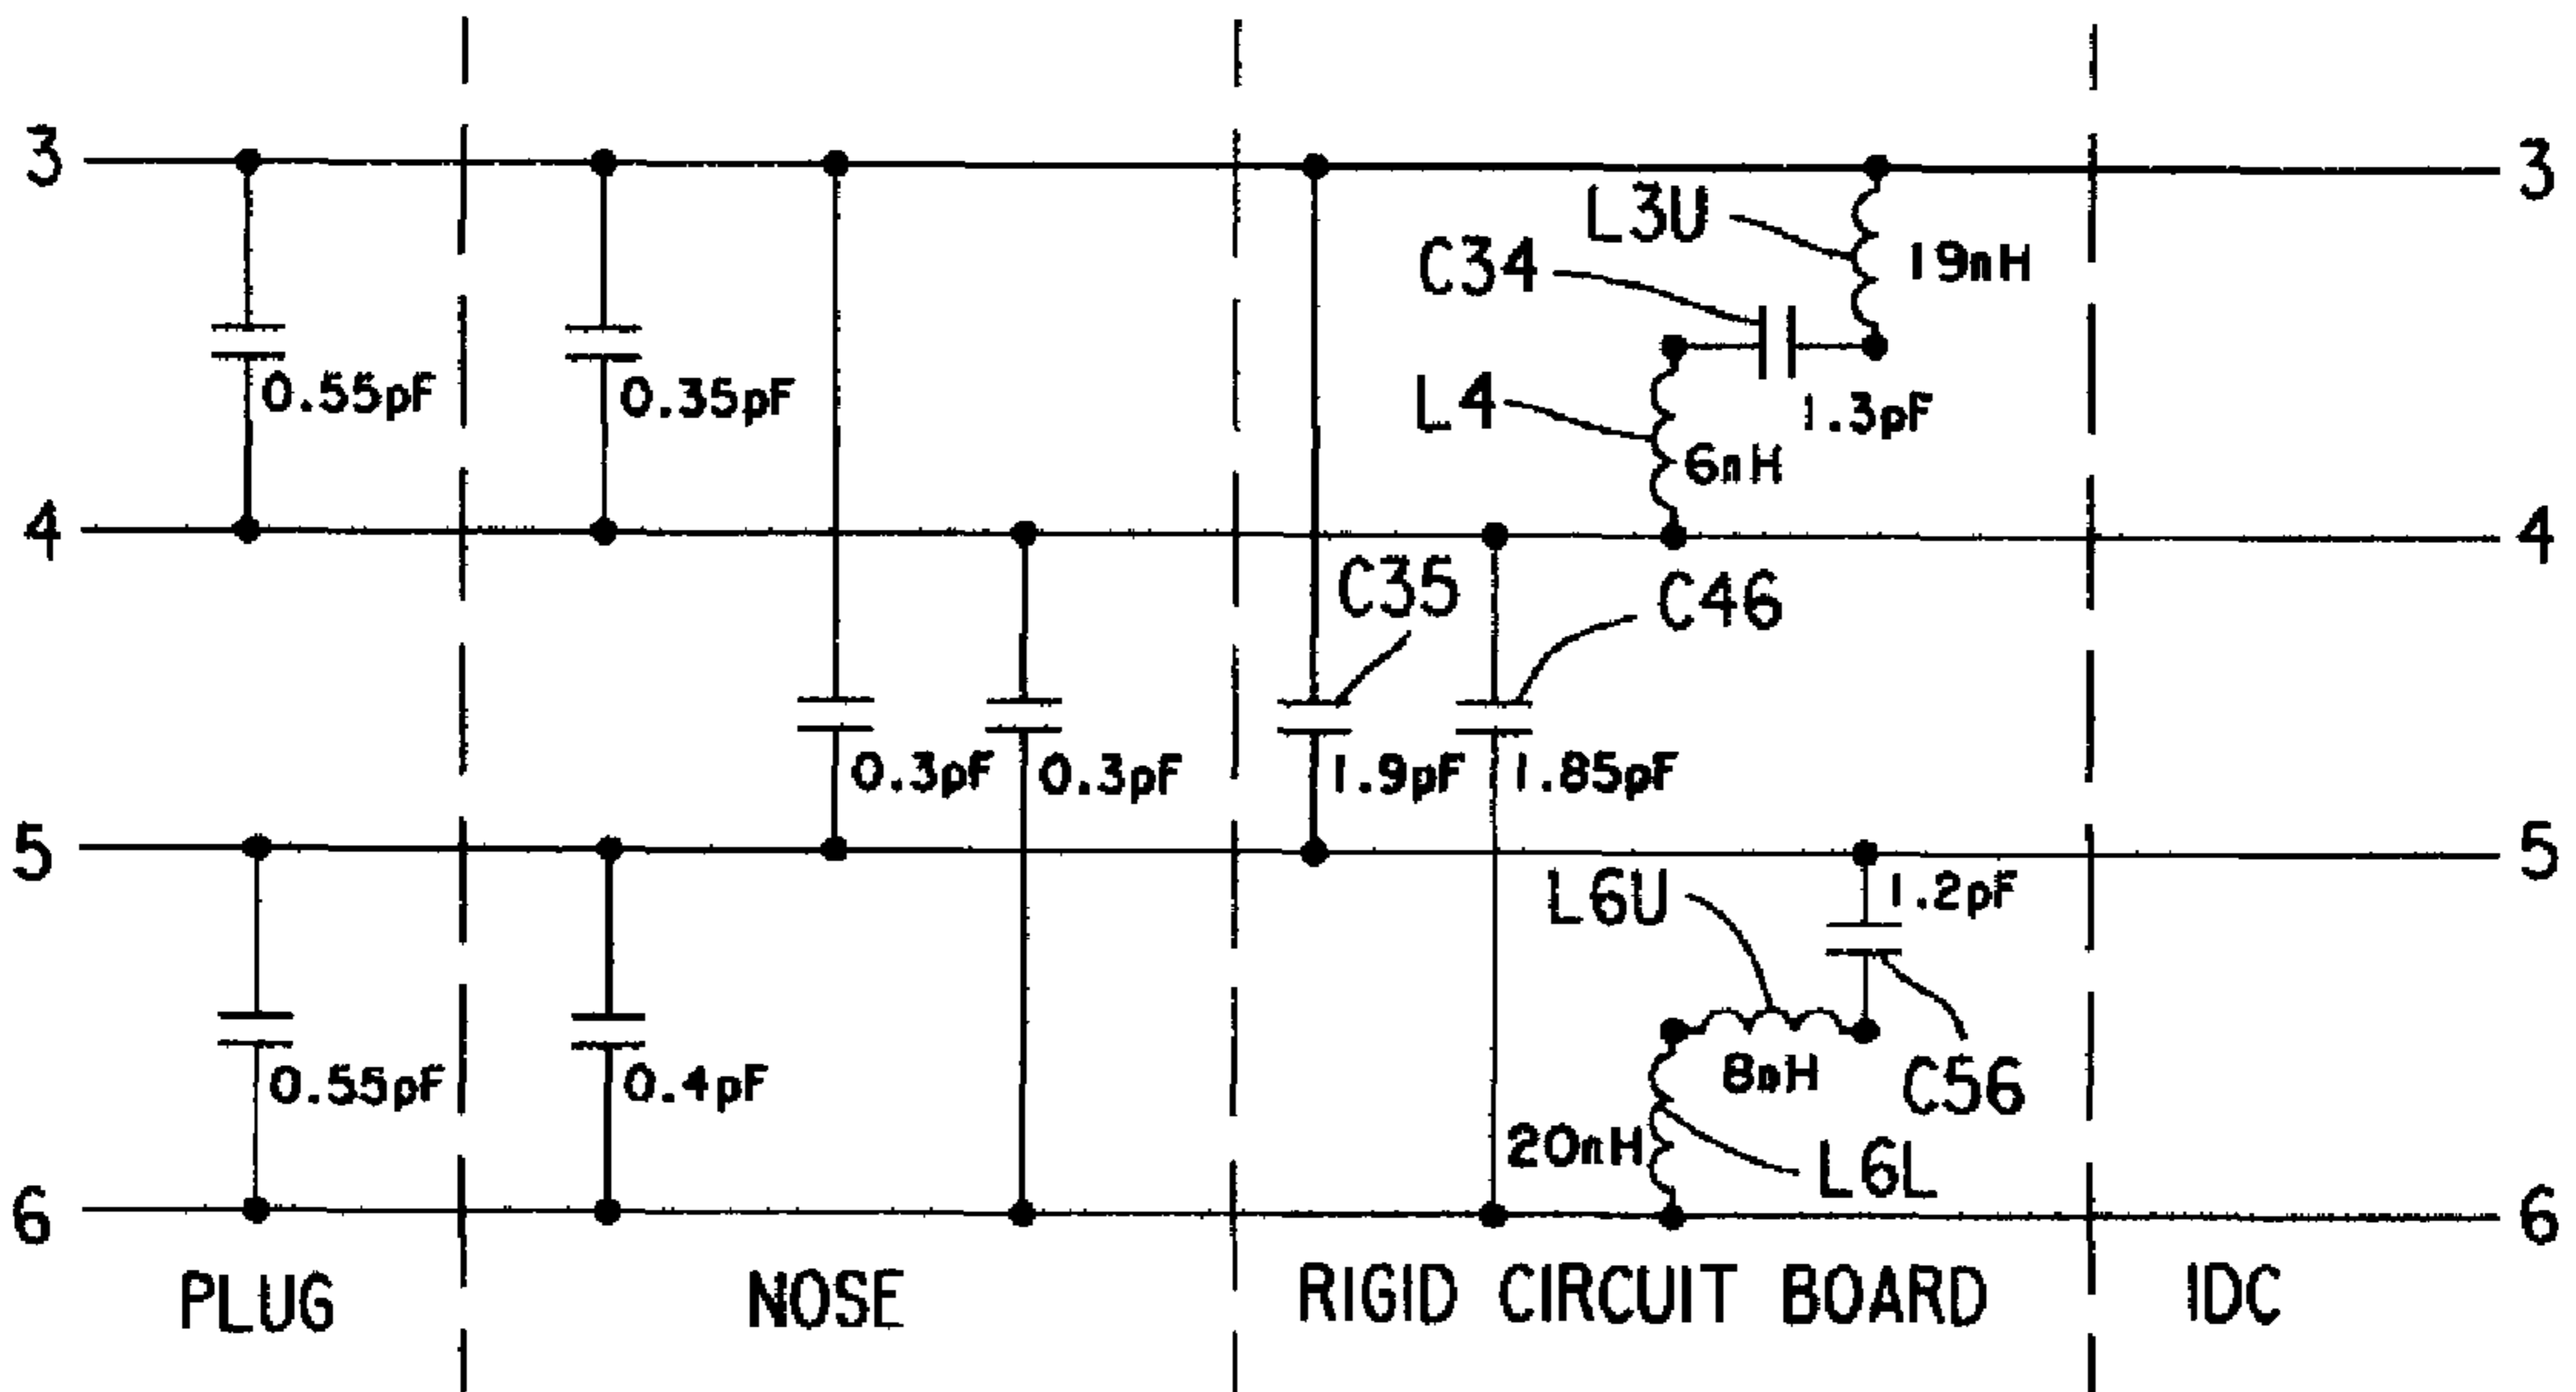 3
3
L3U
19nH
C34
0.55pF
0.35pF
L4
1.3pF
6nH
4
4
C35
C46
0.3pF
0.3pF
1.9pF
1.85pF
5
5
L6U
1.2pF
0.55pF
0.4pF
8nH
C56
20nH
L6L
6
6
PLUG
NOSE
RIGID CIRCUIT BOARD
IDC